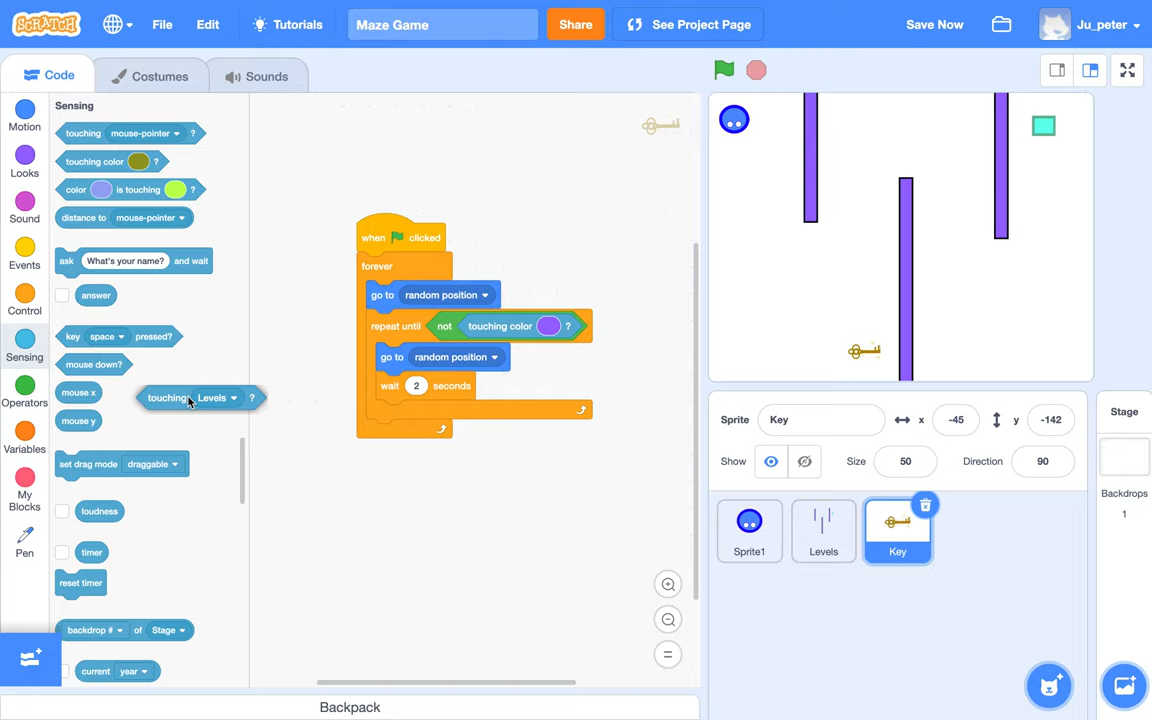 SCRATCH File Edit Tutorials Maze Game Share See Project Page Save Now Ju_peter
Code Costumes Sounds
Motion
Looks
Sound
Events
Control
Sensing
Operators
Variables
My
Blocks
Pen
Sensing
touching mouse-pointer ?
touching color ?
color is touching ?
distance to mouse-pointer
ask What's your name? and wait
answer
key space pressed?
mouse down?
mouse x
touching Levels ?
mouse y
set drag mode draggable
loudness
timer
reset timer
backdrop # of Stage
current year
when clicked
forever
go to random position
repeat until not touching color ?
go to random position
wait 2 seconds
Sprite Key x -45 y -142
Show Size 50 Direction 90
Sprite1
Levels
Key
Stage
Backdrops
1
Backpack